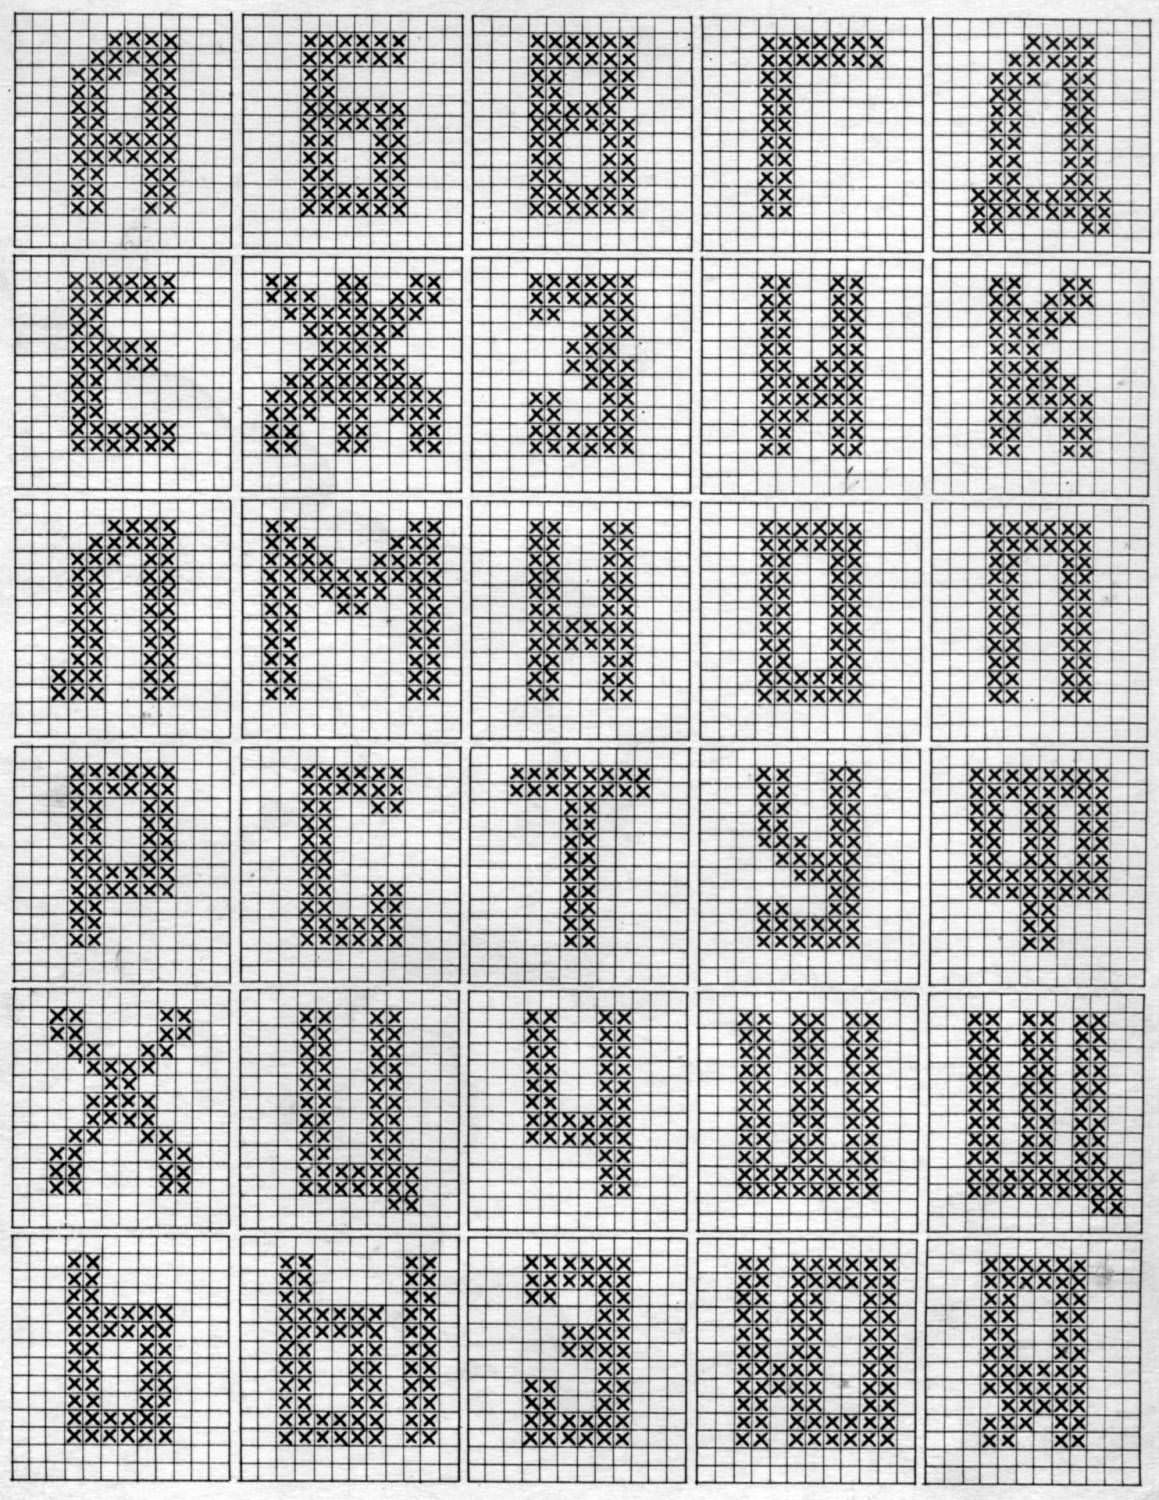 А Б В Г Д
Е Ж З И К
Л М Н О П
Р С Т У Ф
Х Ц Ч Ш Щ
Ь Ы Э Ю Я